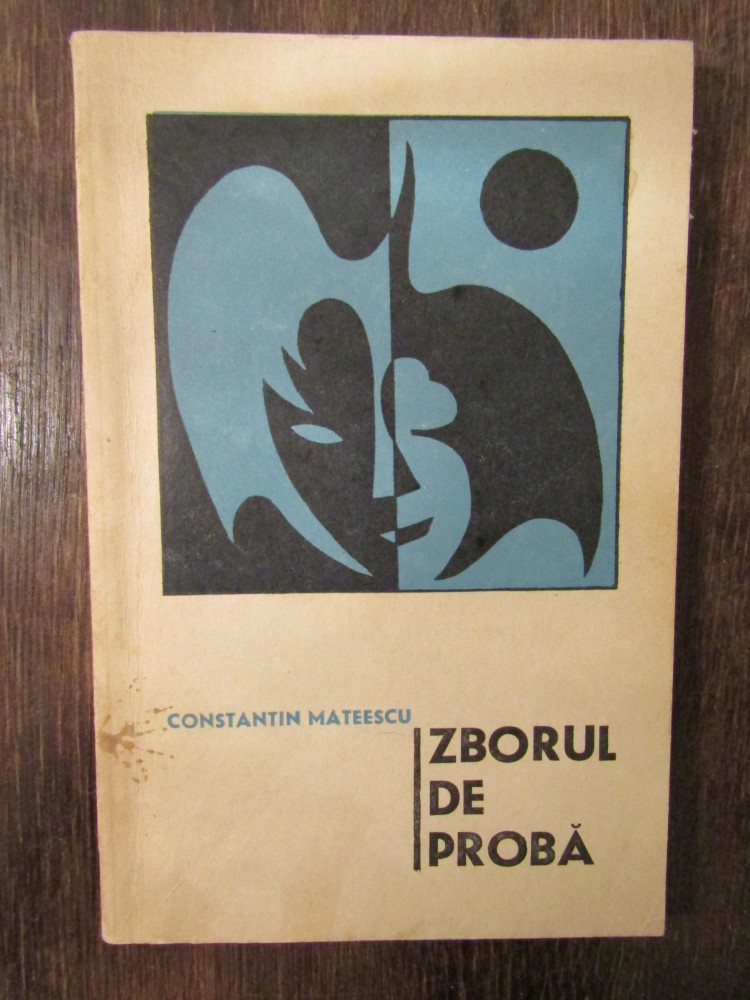 CONSTANTIN MATEESCU
ZBORUL
DE
PROBĂ